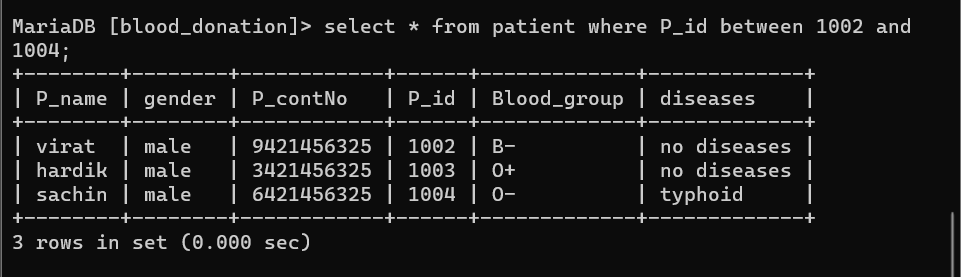 MariaDB [blood_donation]> select * from patient where P_id between 1002 and
1004;
+--------+--------+------------+------+-------------+-------------+
| P_name | gender | P_contNo   | P_id | Blood_group | diseases    |
+--------+--------+------------+------+-------------+-------------+
| virat  | male   | 9421456325 | 1002 | B-          | no diseases |
| hardik | male   | 3421456325 | 1003 | O+          | no diseases |
| sachin | male   | 6421456325 | 1004 | O-          | typhoid     |
+--------+--------+------------+------+-------------+-------------+
3 rows in set (0.000 sec)